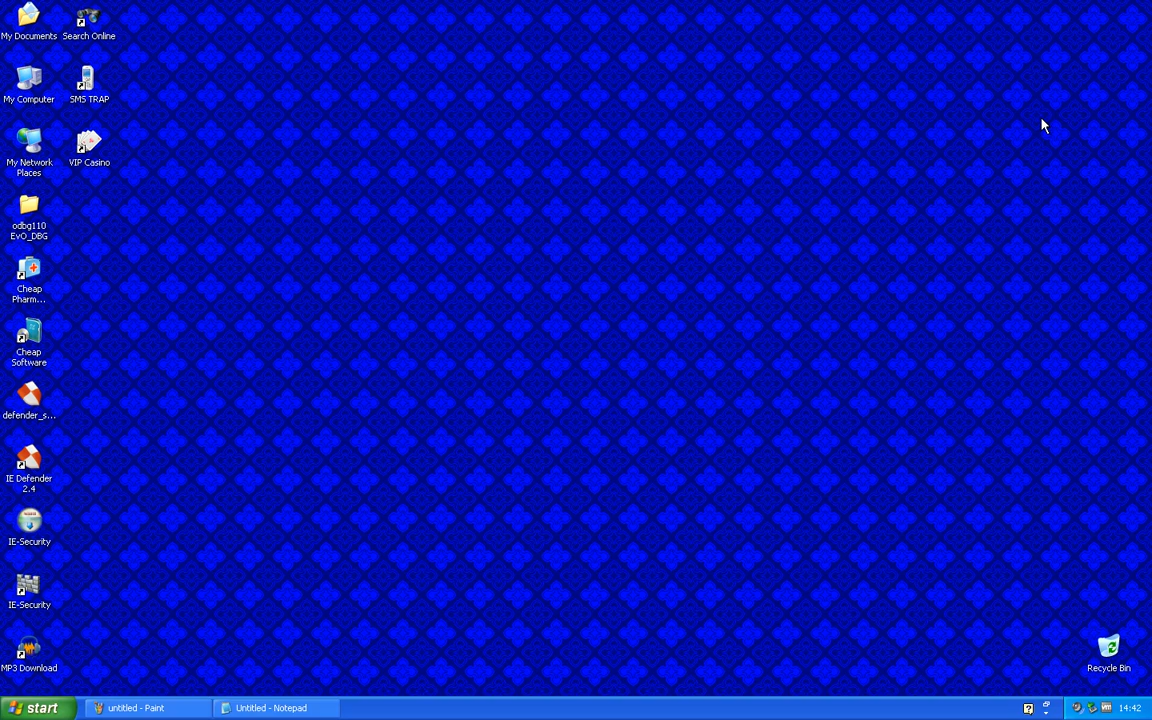 My Documents
Search Online
My Computer
SMS TRAP
My Network
Places
VIP Casino
odbg110
EvO_DBG
Cheap
Pharm...
Cheap
Software
defender_s...
IE Defender
2.4
IE-Security
IE-Security
MP3 Download
Recycle Bin
start
untitled - Paint
Untitled - Notepad
14:42